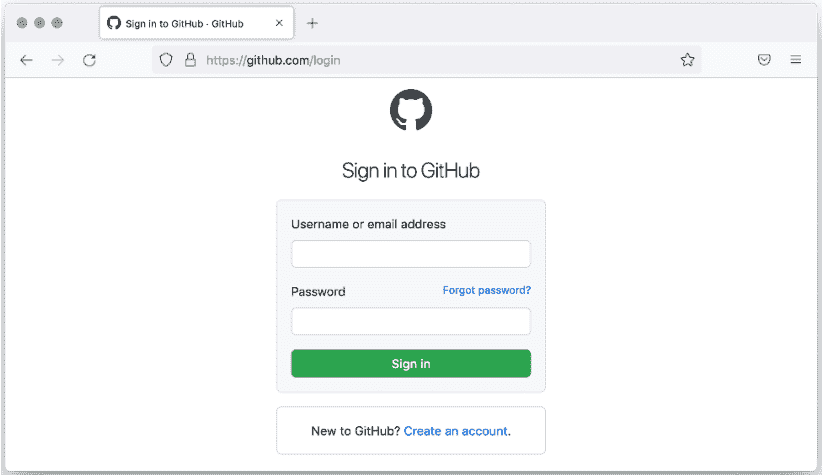 Sign in to GitHub · GitHub
https://github.com/login
Sign in to GitHub
Username or email address
Password Forgot password?
Sign in
New to GitHub? Create an account.